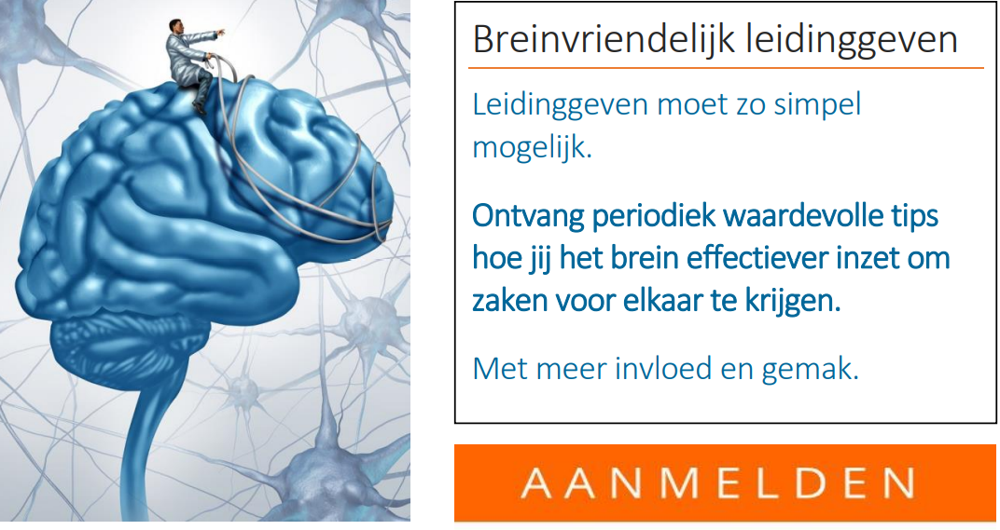 Breinvriendelijk leidinggeven
Leidinggeven moet zo simpel
mogelijk.
Ontvang periodiek waardevolle tips
hoe jij het brein effectiever inzet om
zaken voor elkaar te krijgen.
Met meer invloed en gemak.
AANMELDEN